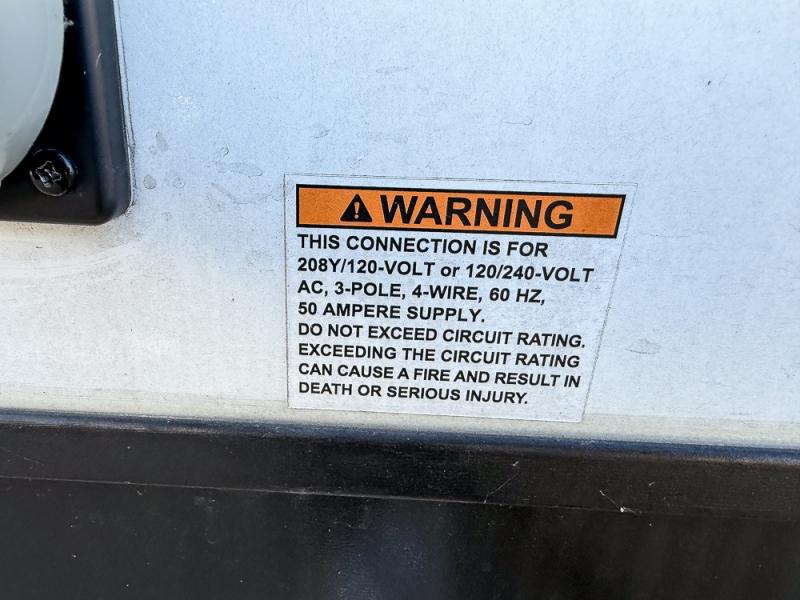 WARNING
THIS CONNECTION IS FOR
208Y/120-VOLT or 120/240-VOLT
AC, 3-POLE, 4-WIRE, 60 HZ,
50 AMPERE SUPPLY.
DO NOT EXCEED CIRCUIT RATING.
EXCEEDING THE CIRCUIT RATING
CAN CAUSE A FIRE AND RESULT IN
DEATH OR SERIOUS INJURY.